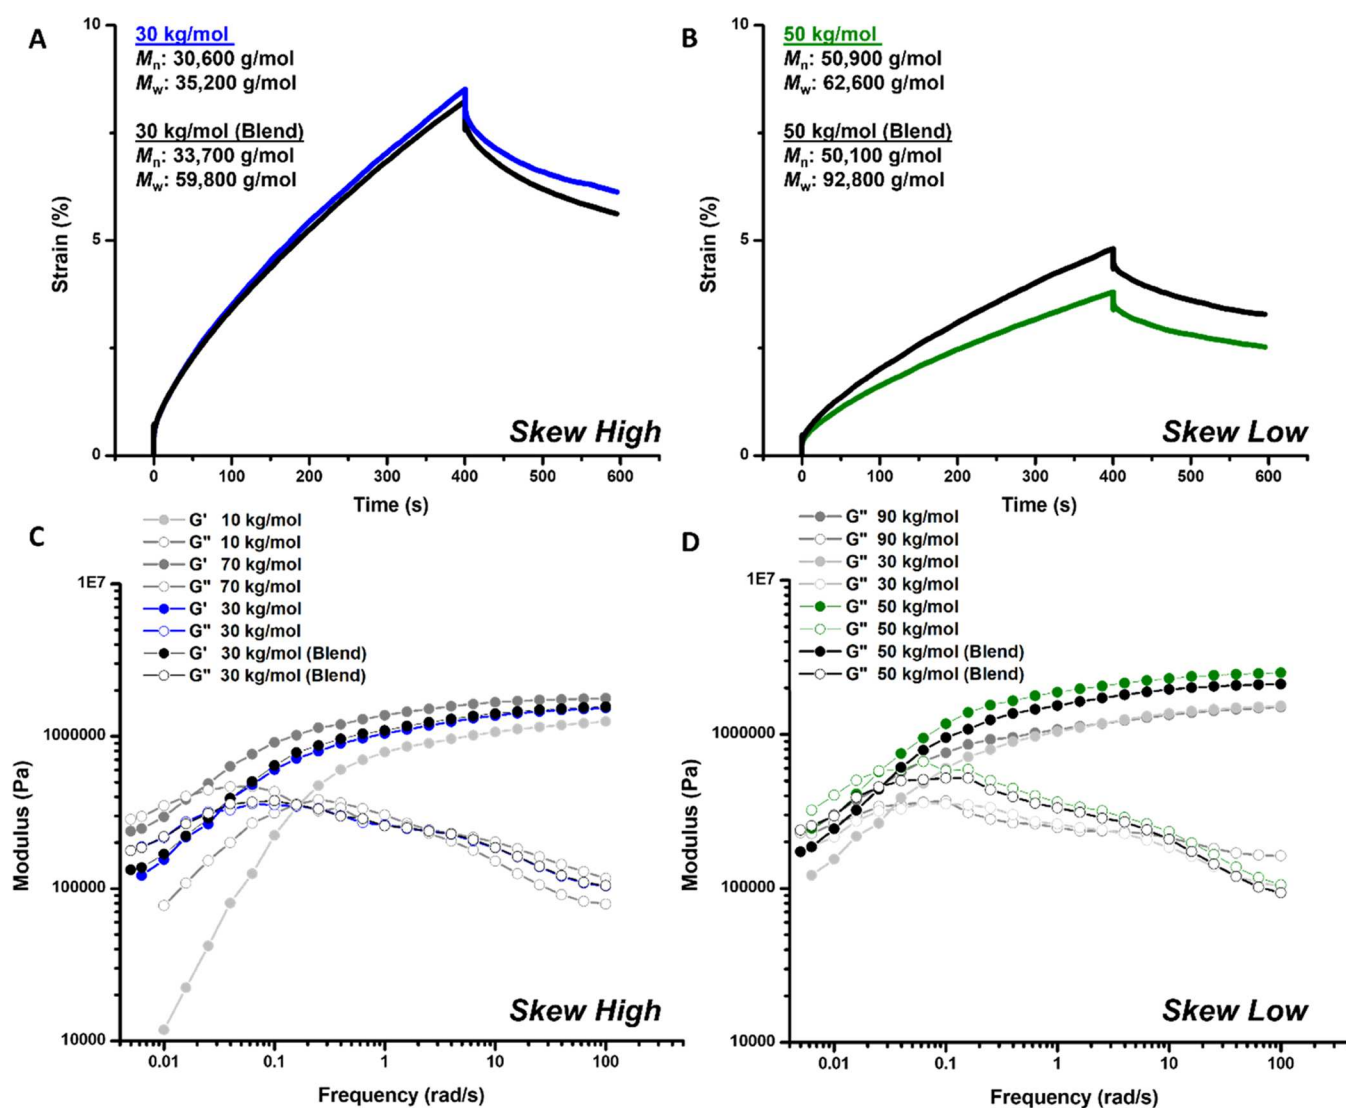 A
30 kg/mol
Mn: 30,600 g/mol
Mw: 35,200 g/mol
30 kg/mol (Blend)
Mn: 33,700 g/mol
Mw: 59,800 g/mol
10
5
0
Strain (%)
0 100 200 300 400 500 600
Time (s)
Skew High
B
50 kg/mol
Mn: 50,900 g/mol
Mw: 62,600 g/mol
50 kg/mol (Blend)
Mn: 50,100 g/mol
Mw: 92,800 g/mol
10
5
0
Strain (%)
0 100 200 300 400 500 600
Time (s)
Skew Low
C
G' 10 kg/mol
G" 10 kg/mol
G' 70 kg/mol
G" 70 kg/mol
G' 30 kg/mol
G" 30 kg/mol
G' 30 kg/mol (Blend)
G" 30 kg/mol (Blend)
1E7
1000000
100000
10000
Modulus (Pa)
0.01 0.1 1 10 100
Frequency (rad/s)
Skew High
D
G" 90 kg/mol
G" 90 kg/mol
G" 30 kg/mol
G" 30 kg/mol
G" 50 kg/mol
G" 50 kg/mol
G" 50 kg/mol (Blend)
G" 50 kg/mol (Blend)
1E7
1000000
100000
10000
Modulus (Pa)
0.01 0.1 1 10 100
Frequency (rad/s)
Skew Low